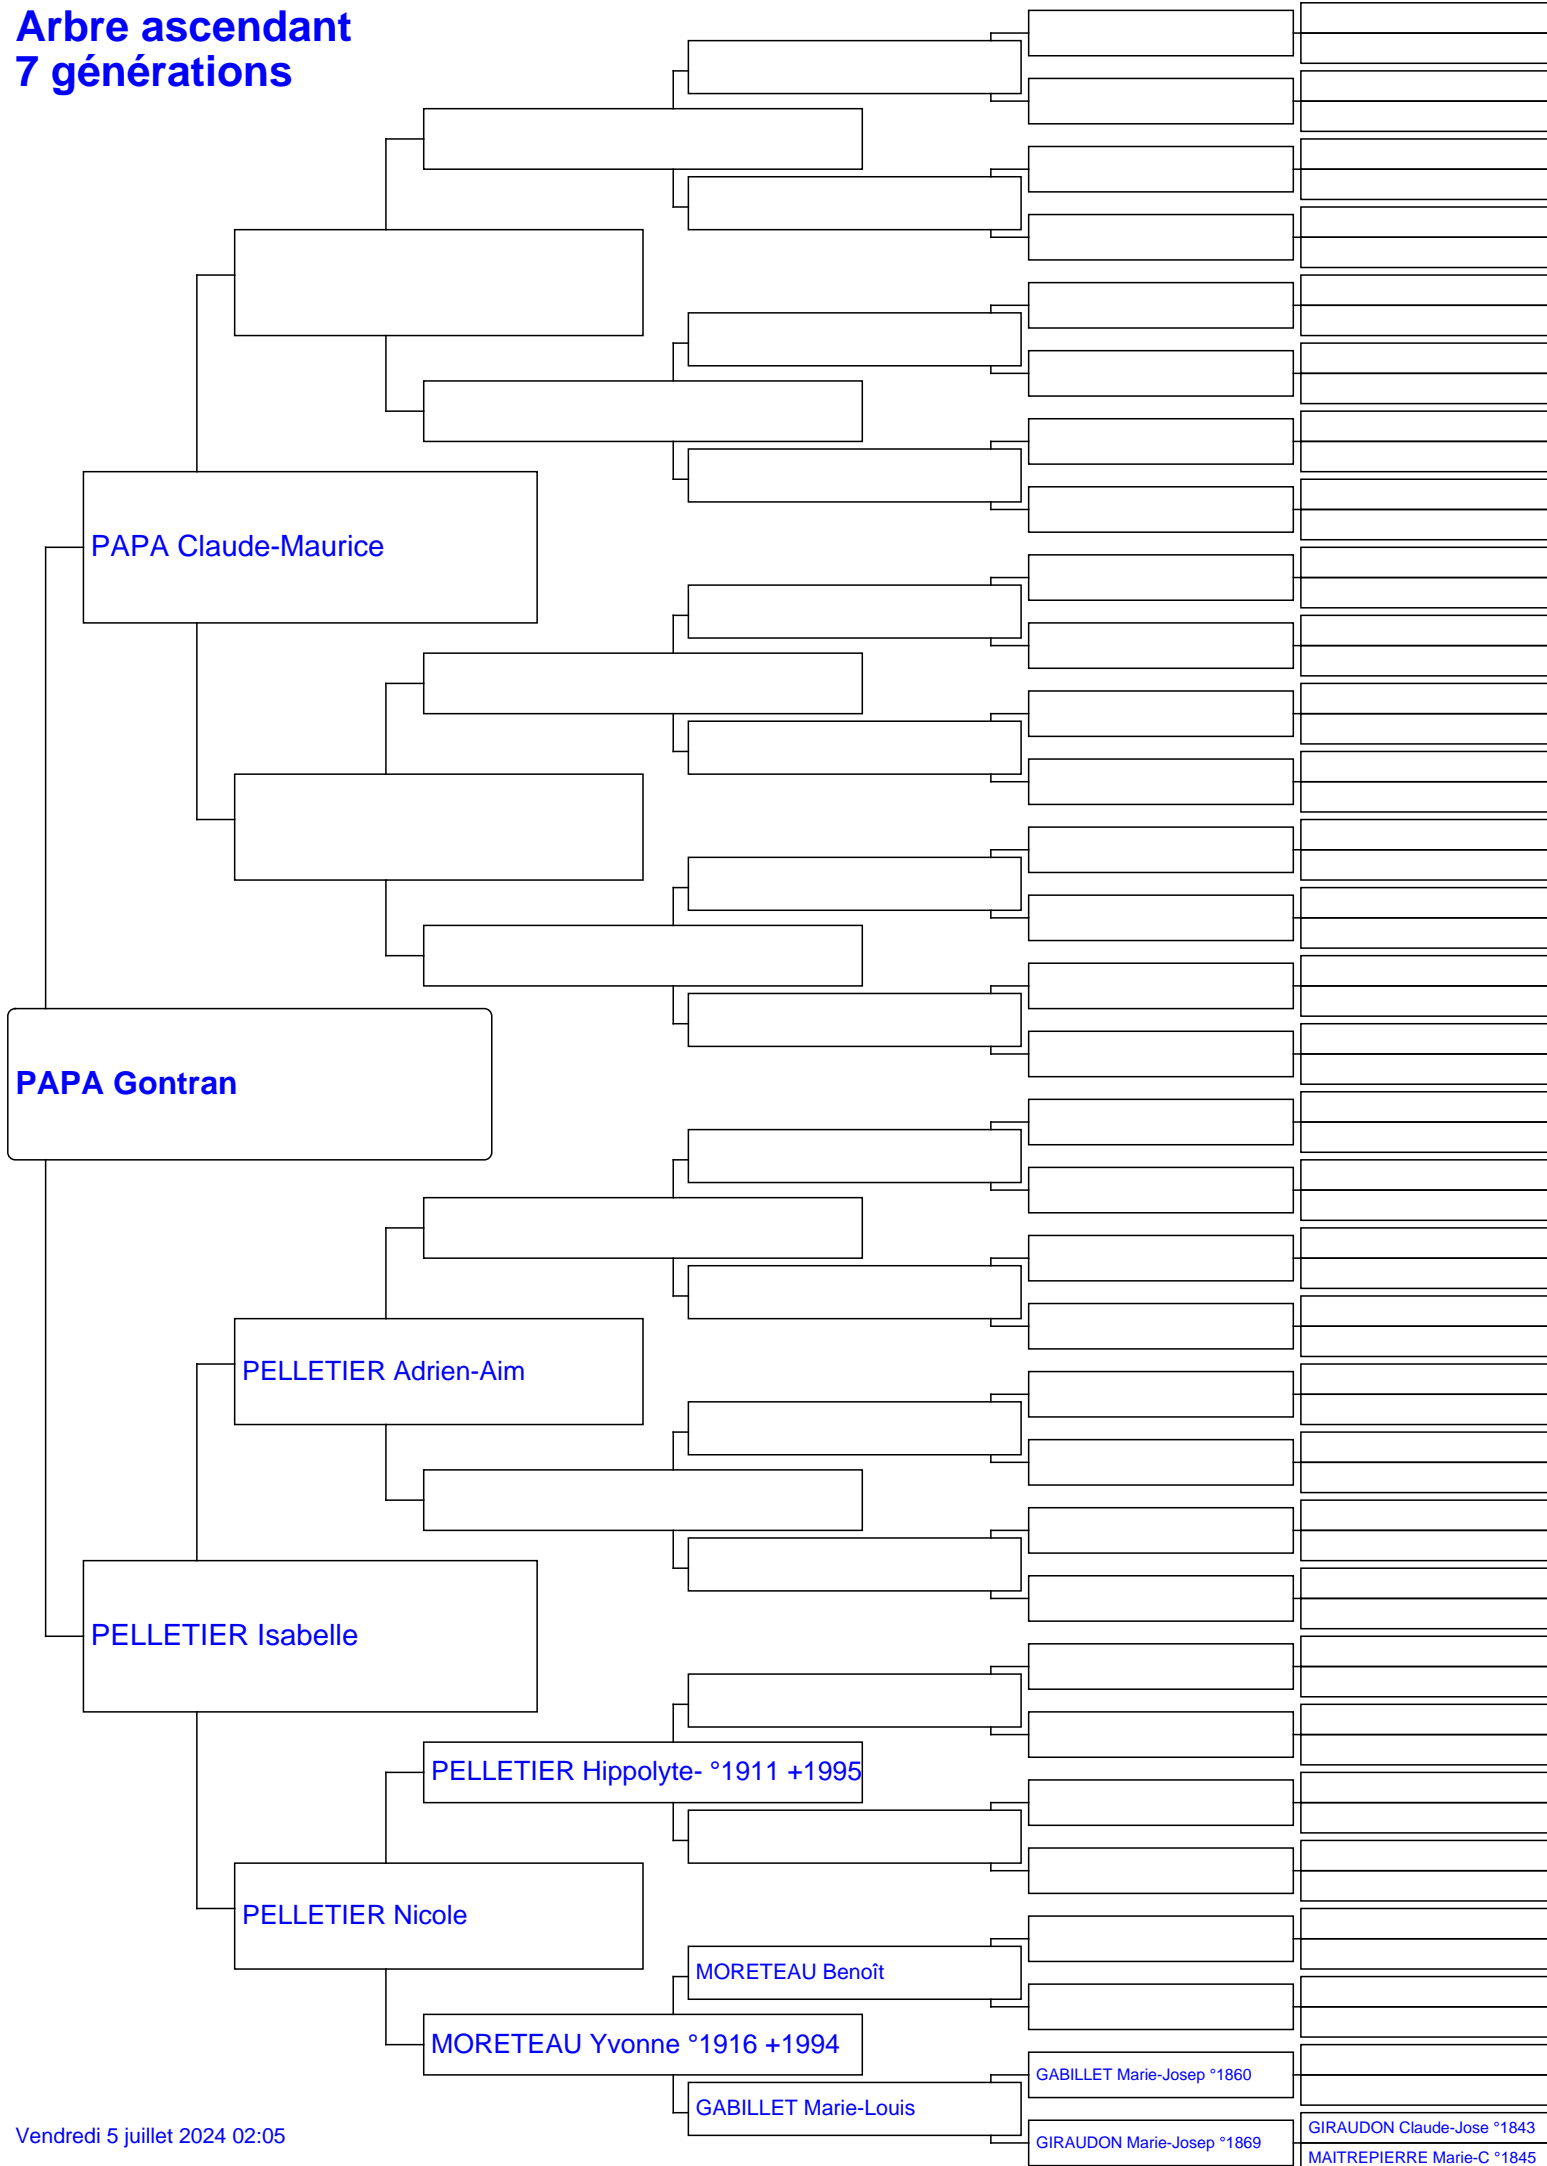 Arbre ascendant
7 générations
PAPA Claude-Maurice
PAPA Gontran
PELLETIER Adrien-Aim
PELLETIER Isabelle
PELLETIER Hippolyte- °1911 +1995
PELLETIER Nicole
MORETEAU Benoît
MORETEAU Yvonne °1916 +1994
GABILLET Marie-Josep °1860
GABILLET Marie-Louis
GIRAUDON Claude-Jose °1843
GIRAUDON Marie-Josep °1869
MAITREPIERRE Marie-C °1845
Vendredi 5 juillet 2024 02:05